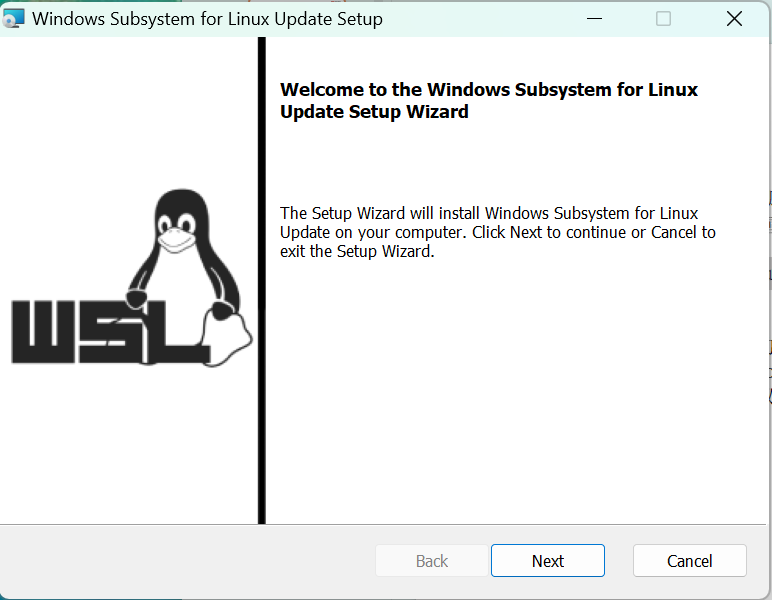 Windows Subsystem for Linux Update Setup
Welcome to the Windows Subsystem for Linux
Update Setup Wizard
The Setup Wizard will install Windows Subsystem for Linux
Update on your computer. Click Next to continue or Cancel to
exit the Setup Wizard.
WSL
Back
Next
Cancel